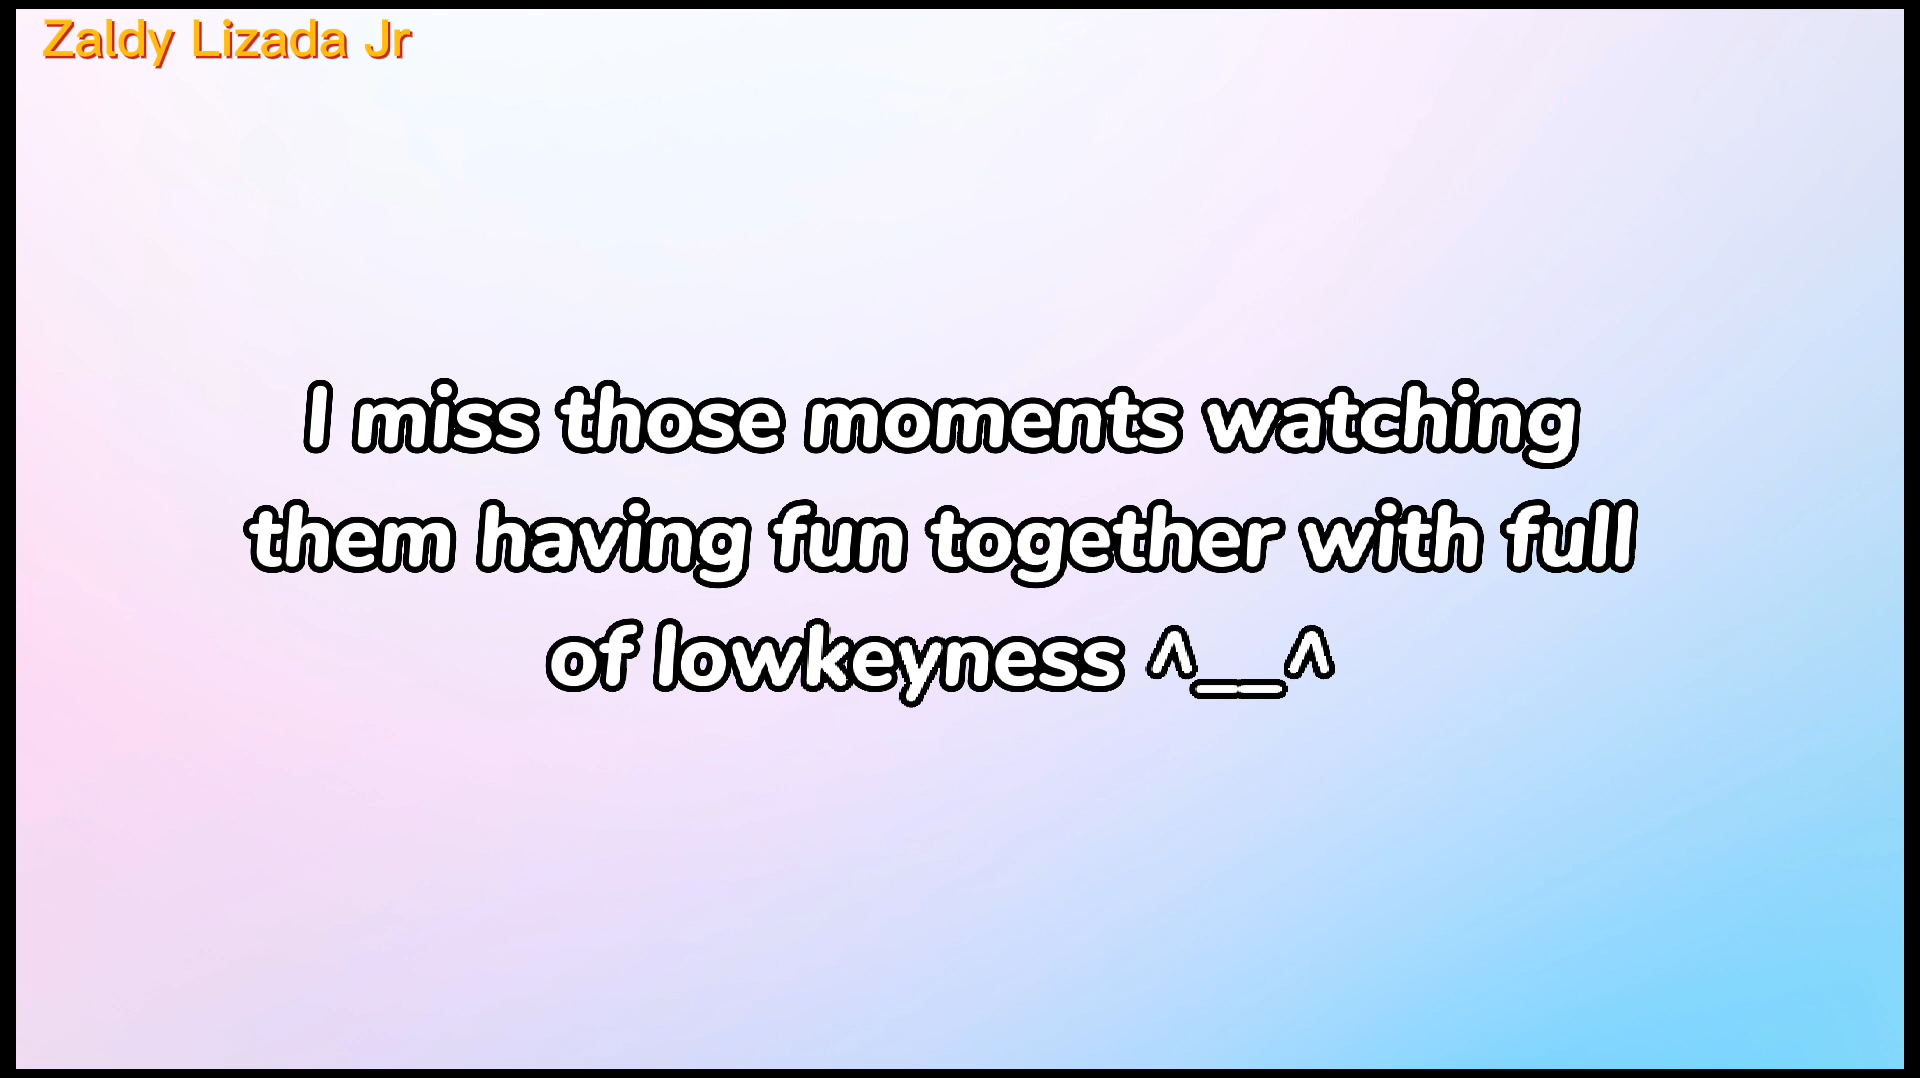 Zaldy Lizada Jr
I miss those moments watching
them having fun together with full
of lowkeyness ^__^